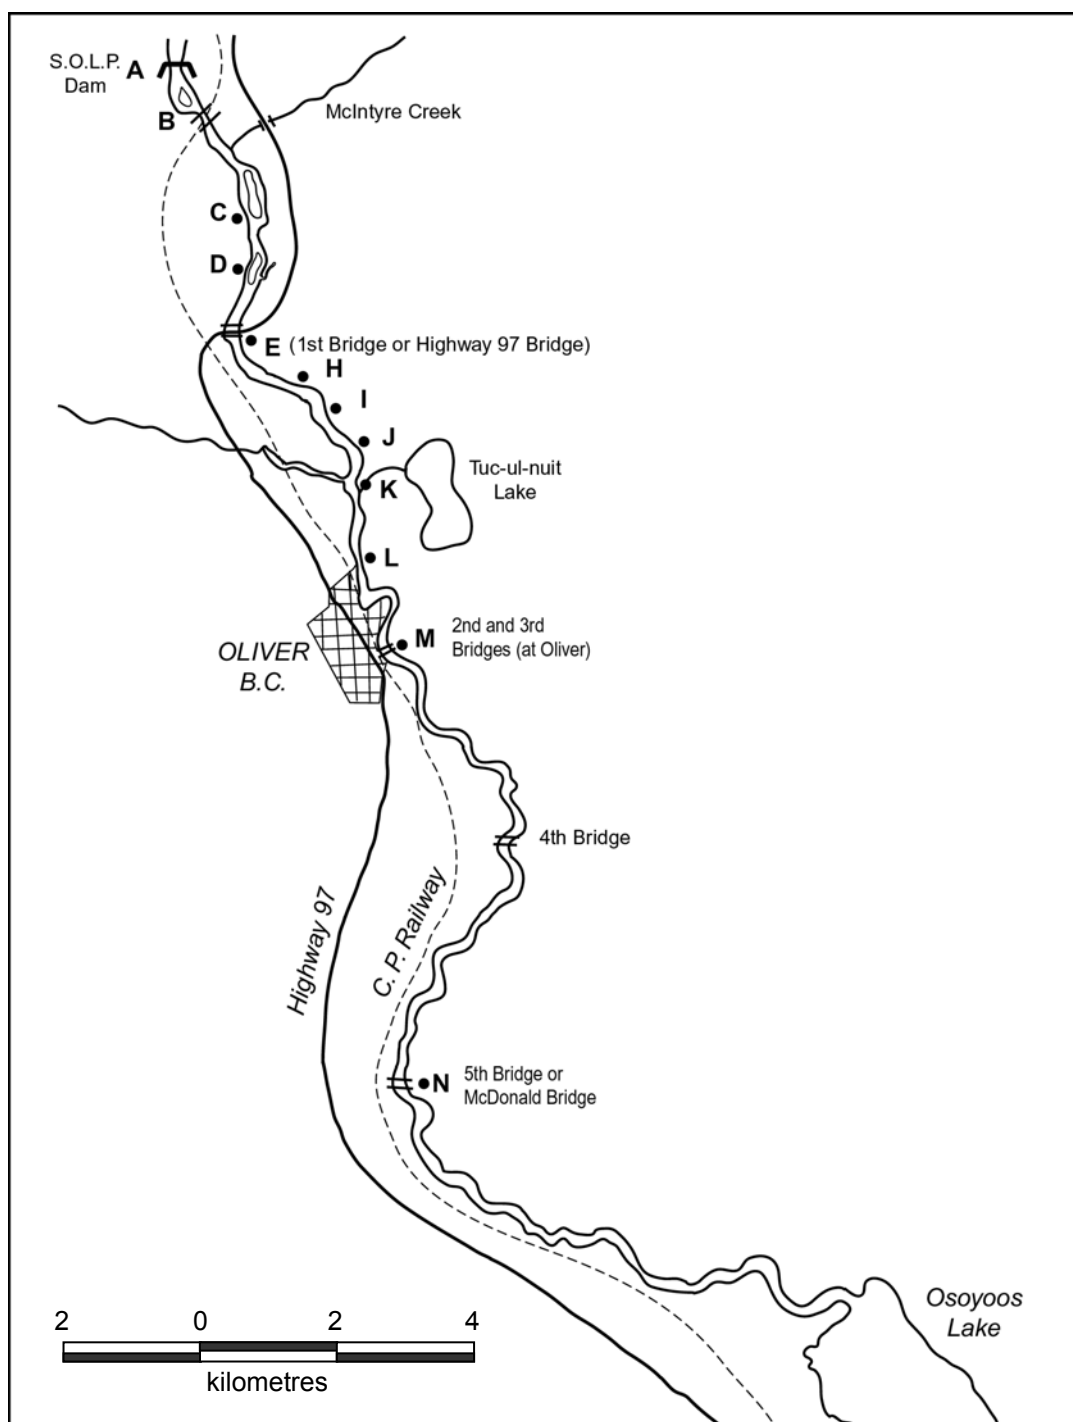 S.O.L.P.
Dam
A
B
McIntyre Creek
C
D
E (1st Bridge or Highway 97 Bridge)
H
I
J
K
Tuc-ul-nuit
Lake
L
M
2nd and 3rd
Bridges (at Oliver)
OLIVER
B.C.
4th Bridge
Highway 97
C. P. Railway
N
5th Bridge or
McDonald Bridge
Osoyoos
Lake
2 0 2 4
kilometres